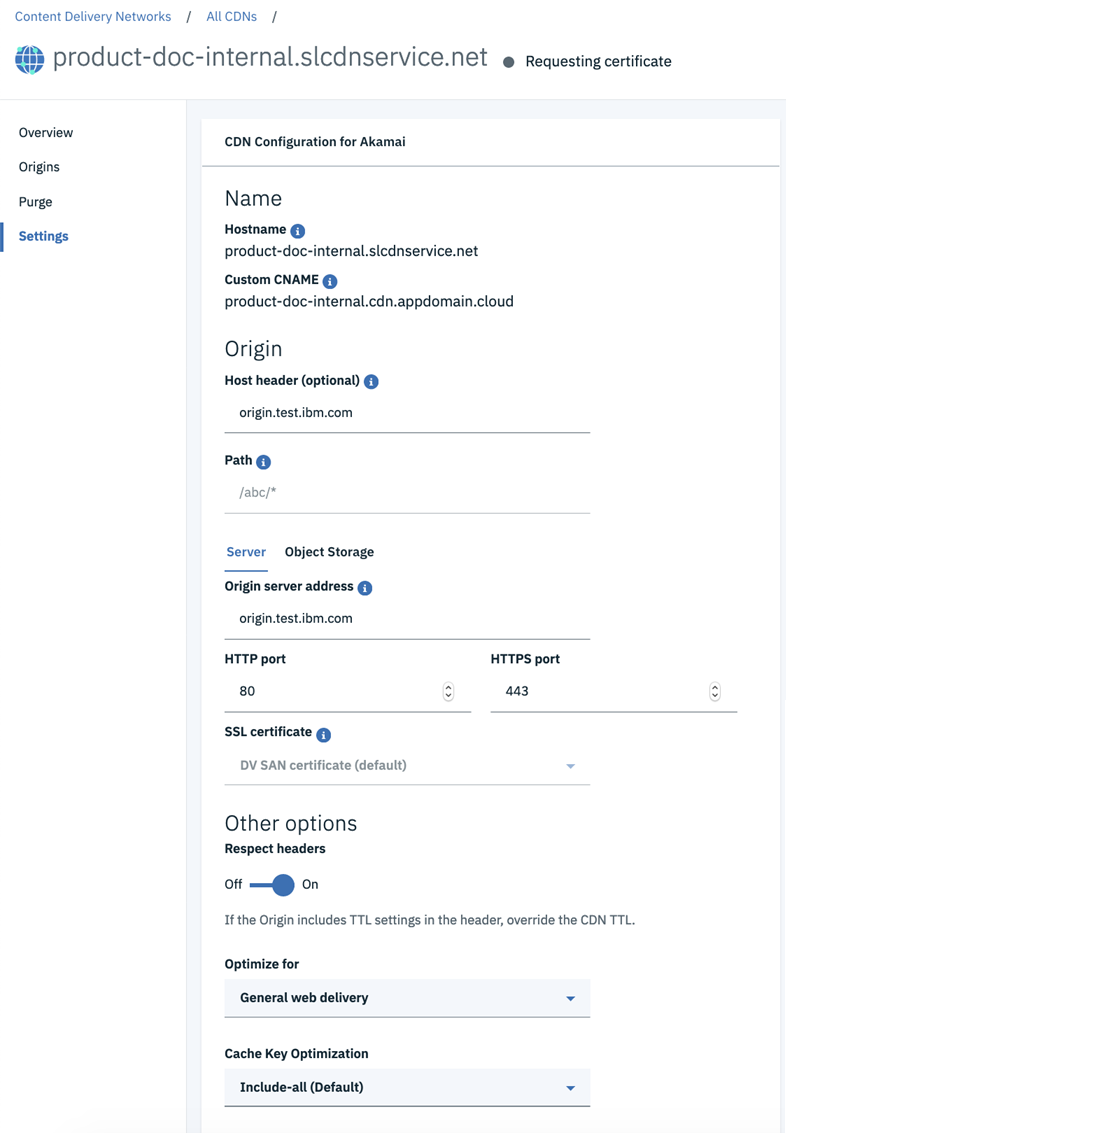 Content Delivery Networks / All CDNs /
product-doc-internal.slcdnservice.net Requesting certificate
Overview
Origins
Purge
Settings
CDN Configuration for Akamai
Name
Hostname
product-doc-internal.slcdnservice.net
Custom CNAME
product-doc-internal.cdn.appdomain.cloud
Origin
Host header (optional)
origin.test.ibm.com
Path
/abc/*
Server Object Storage
Origin server address
origin.test.ibm.com
HTTP port HTTPS port
80 443
SSL certificate
DV SAN certificate (default)
Other options
Respect headers
Off On
If the Origin includes TTL settings in the header, override the CDN TTL.
Optimize for
General web delivery
Cache Key Optimization
Include-all (Default)